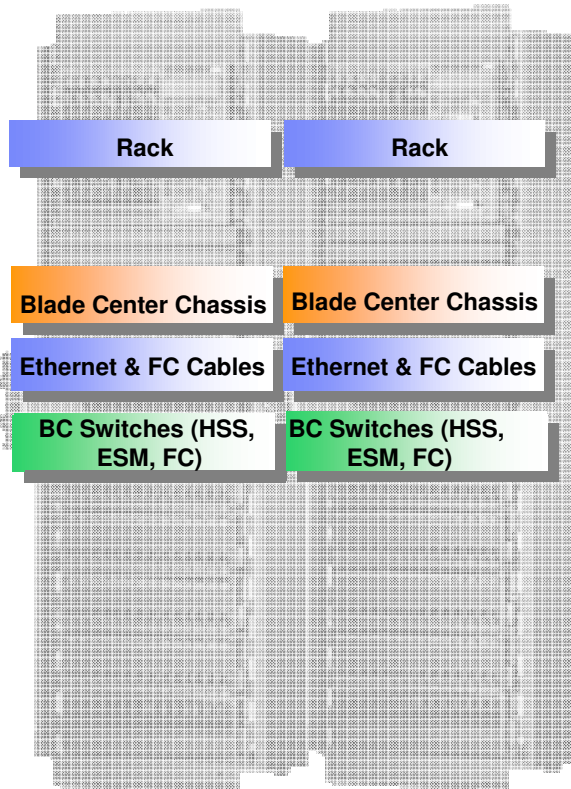 Rack
Rack
Blade Center Chassis
Blade Center Chassis
Ethernet & FC Cables
Ethernet & FC Cables
BC Switches (HSS,
ESM, FC)
BC Switches (HSS,
ESM, FC)